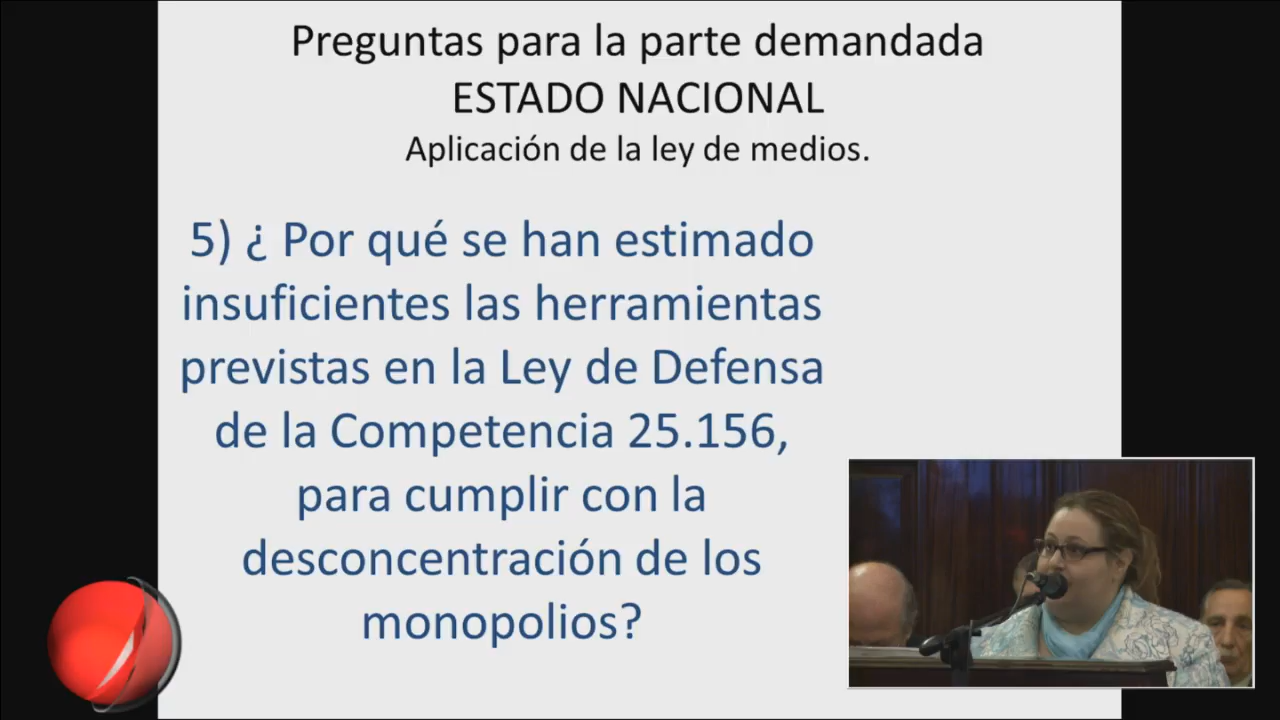 Preguntas para la parte demandada
ESTADO NACIONAL
Aplicación de la ley de medios.
5) ¿ Por qué se han estimado
insuficientes las herramientas
previstas en la Ley de Defensa
de la Competencia 25.156,
para cumplir con la
desconcentración de los
monopolios?